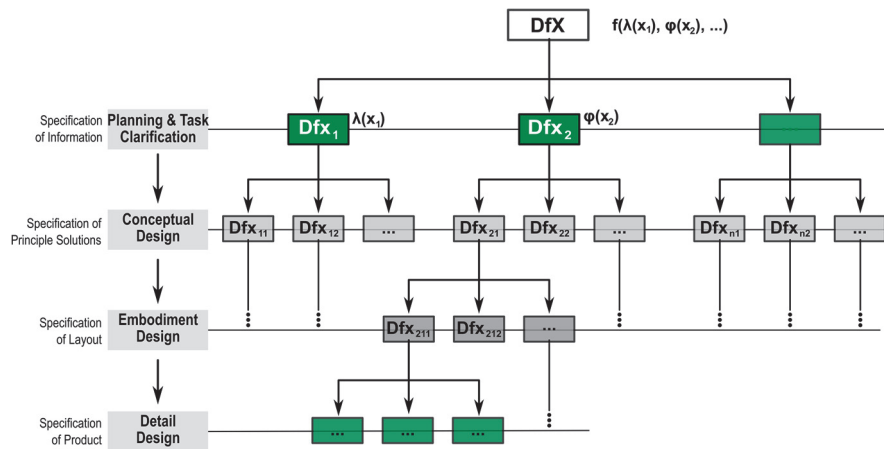 DfX f(λ(x₁), φ(x₂), ...)
Specification
of Information
Planning & Task
Clarification
Dfx₁ λ(x₁)
Dfx₂ φ(x₂)
Specification of
Principle Solutions
Conceptual
Design
Dfx₁₁ Dfx₁₂ ... Dfx₂₁ Dfx₂₂ ... Dfxₙ₁ Dfxₙ₂ ...
Specification
of Layout
Embodiment
Design
Dfx₂₁₁ Dfx₂₁₂ ...
Specification
of Product
Detail
Design
... ... ...